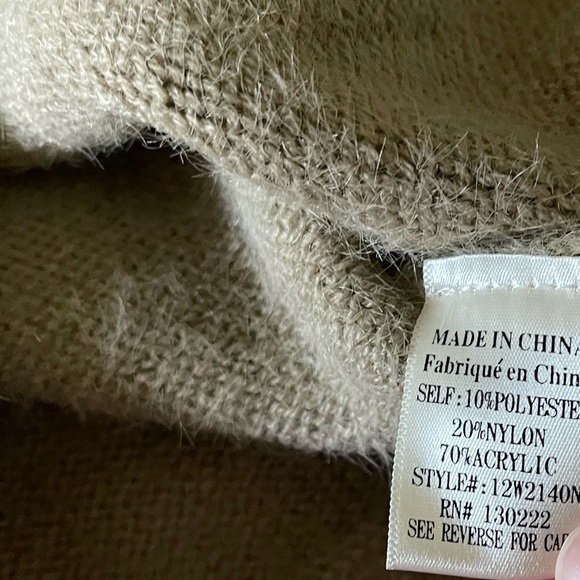 MADE IN CHINA
Fabriqué en Chin
SELF:10%POLYESTE
20%NYLON
70%ACRYLIC
STYLE#:12W2140N
RN# 130222
SEE REVERSE FOR CAR